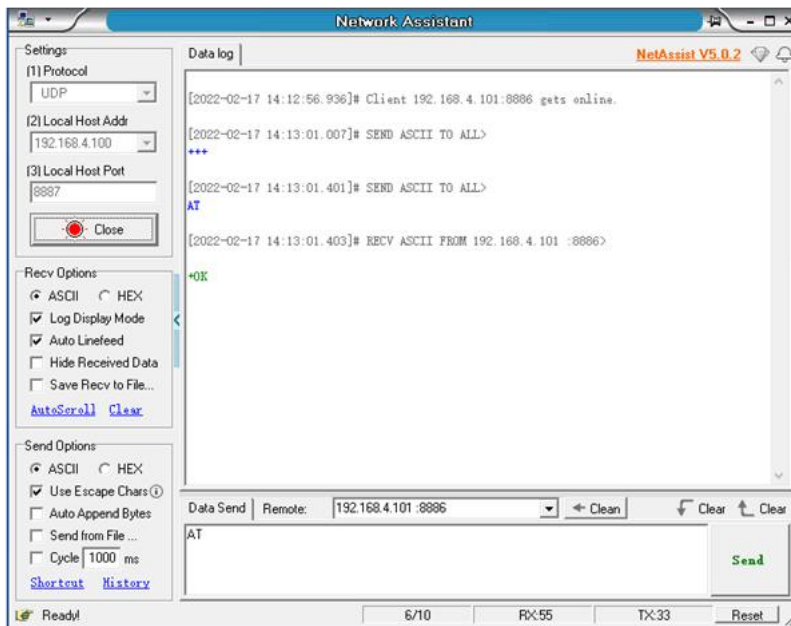 Network Assistant
Settings
(1) Protocol
UDP
(2) Local Host Addr
192.168.4.100
(3) Local Host Port
8887
Close
Recv Options
ASCII HEX
Log Display Mode
Auto Linefeed
Hide Received Data
Save Recv to File...
AutoScroll Clear
Send Options
ASCII HEX
Use Escape Chars
Auto Append Bytes
Send from File ...
Cycle 1000 ms
Shortcut History
Data log NetAssist V5.0.2
[2022-02-17 14:12:56.936]# Client 192.168.4.101:8886 gets online.
[2022-02-17 14:13:01.007]# SEND ASCII TO ALL>
+++
[2022-02-17 14:13:01.401]# SEND ASCII TO ALL>
AT
[2022-02-17 14:13:01.403]# RECV ASCII FROM 192.168.4.101 :8886>
+OK
Data Send Remote: 192.168.4.101 :8886 Clean Clear Clear
AT
Send
Ready! 6/10 RX:55 TX:33 Reset